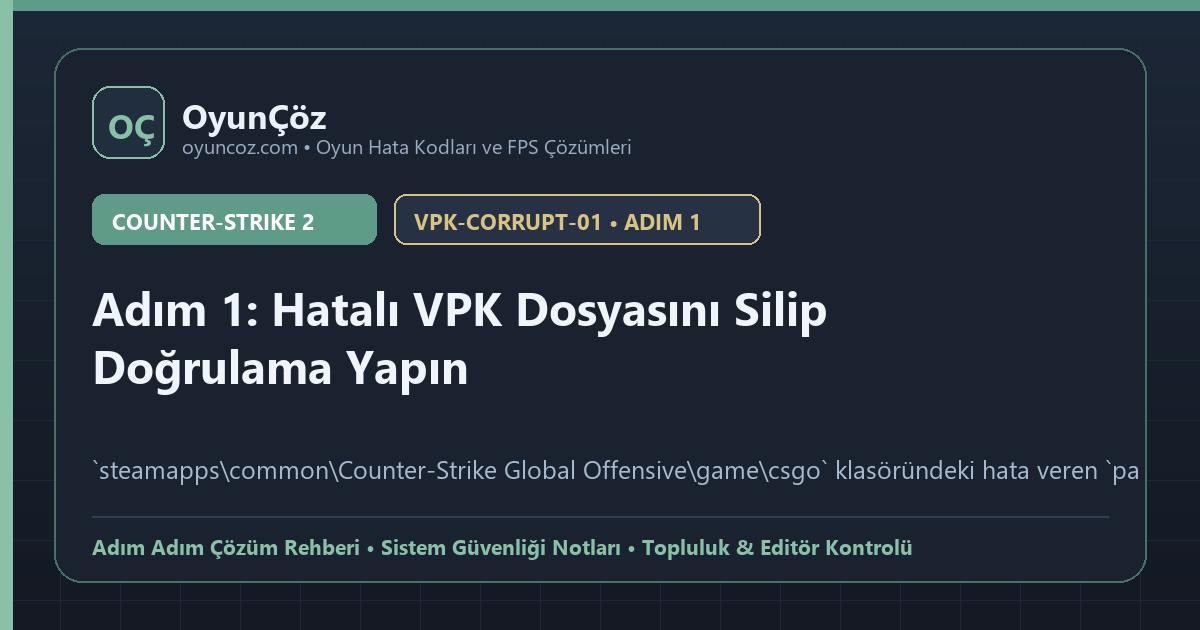 OÇ
OyunÇöz
oyuncoz.com • Oyun Hata Kodları ve FPS Çözümleri
COUNTER-STRIKE 2
VPK-CORRUPT-01 • ADIM 1
Adım 1: Hatalı VPK Dosyasını Silip
Doğrulama Yapın
`steamapps\common\Counter-Strike Global Offensive\game\csgo` klasöründeki hata veren `pa
Adım Adım Çözüm Rehberi • Sistem Güvenliği Notları • Topluluk & Editör Kontrolü